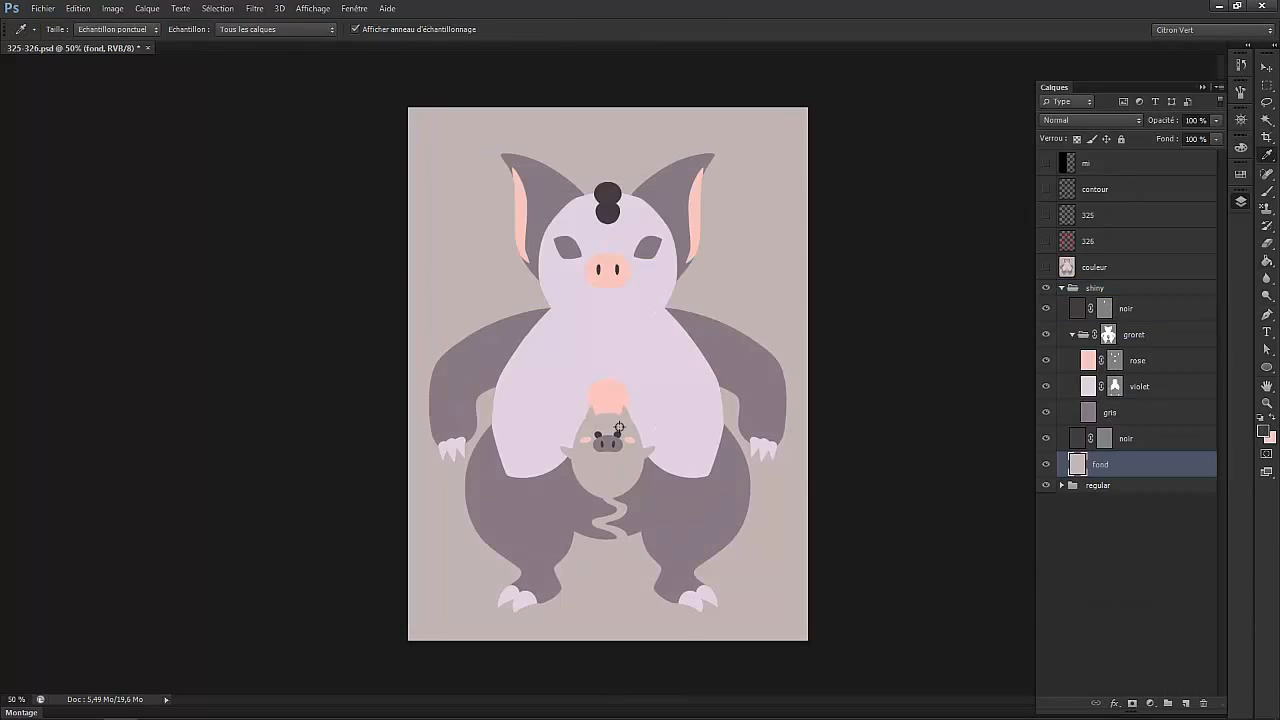 Ps Fichier Edition Image Calque Texte Sélection Filtre 3D Affichage Fenêtre Aide
Taille : Echantillon ponctuel Echantillon : Tous les calques Afficher anneau d'échantillonnage Citron Vert
325-326.psd @ 50% (fond, RVB/8) * ×
Calques
Type
Normal Opacité : 100 %
Verrou : Fond : 100 %
mi
contour
325
326
couleur
shiny
noir
groret
rose
violet
gris
noir
fond
regular
50 % Doc : 5,49 Mo/19,6 Mo
Montage